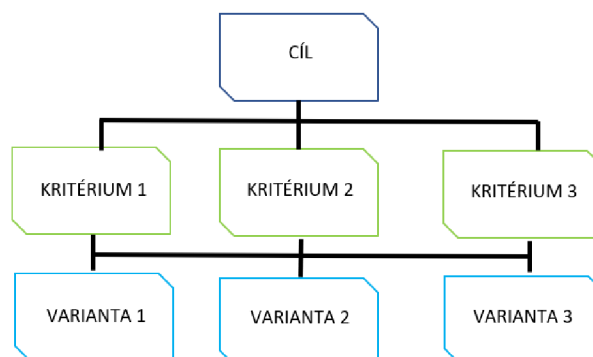 CÍL
KRITÉRIUM 1
KRITÉRIUM 2
KRITÉRIUM 3
VARIANTA 1
VARIANTA 2
VARIANTA 3